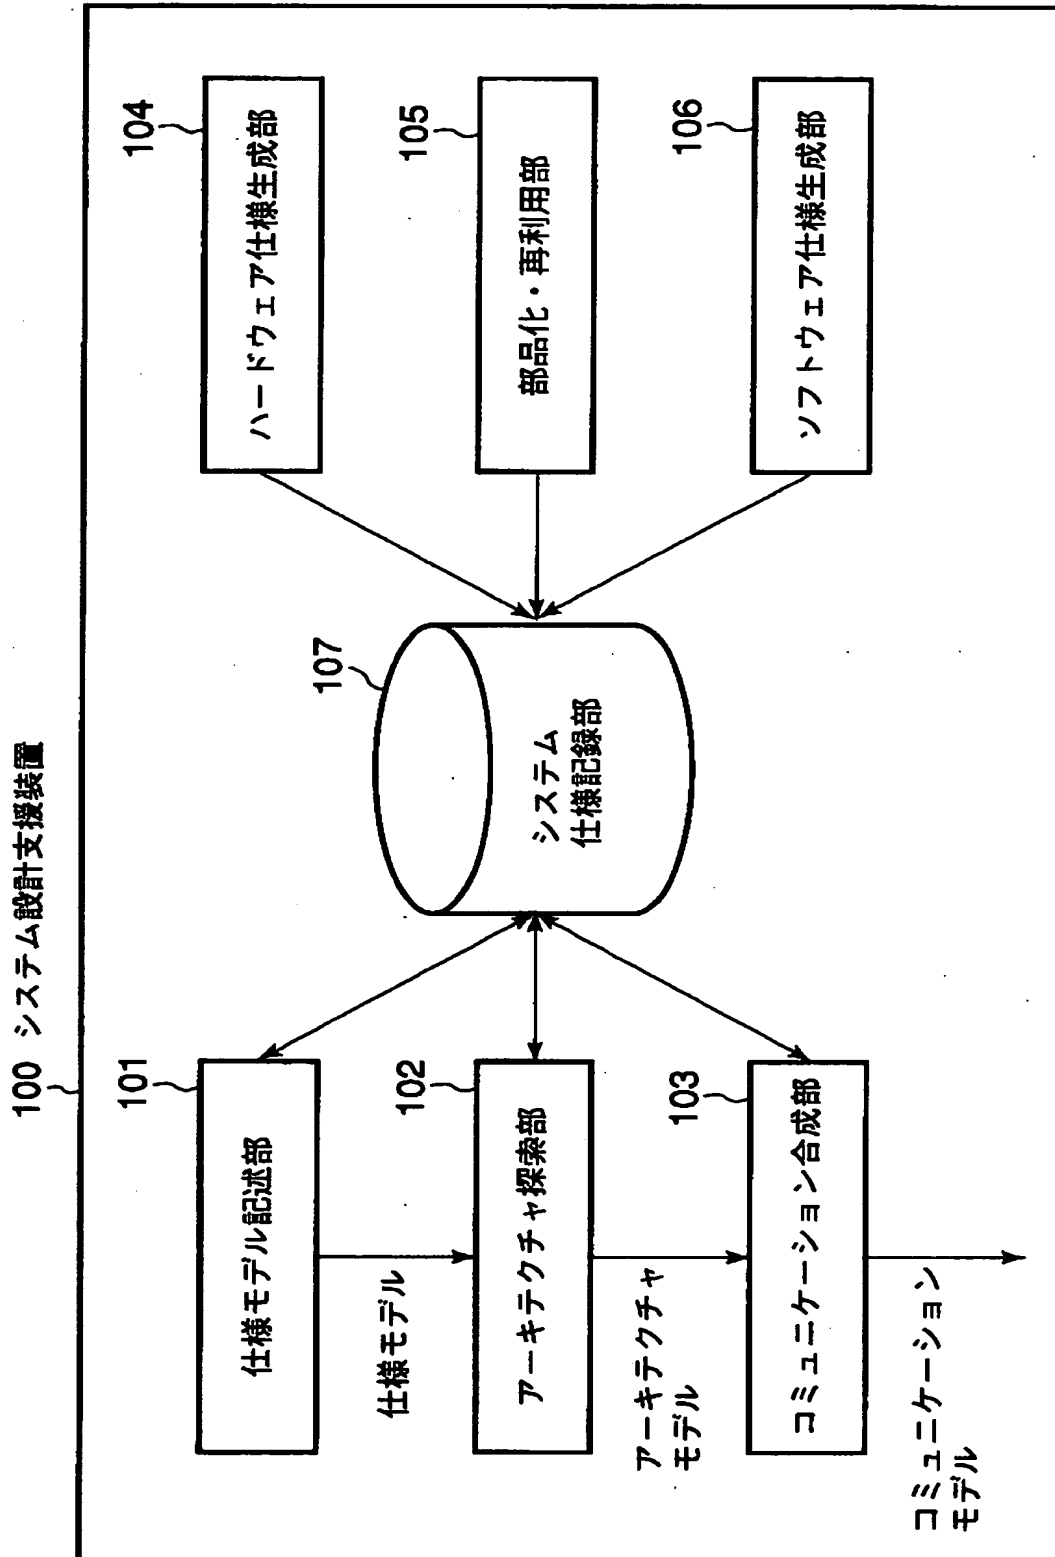 100 システム設計支援装置
101
仕様モデル記述部
仕様モデル
102
アーキテクチャ探索部
アーキテクチャ
モデル
103
コミュニケーション合成部
コミュニケーション
モデル
107
システム
仕様記録部
104
ハードウェア仕様生成部
105
部品化・再利用部
106
ソフトウェア仕様生成部